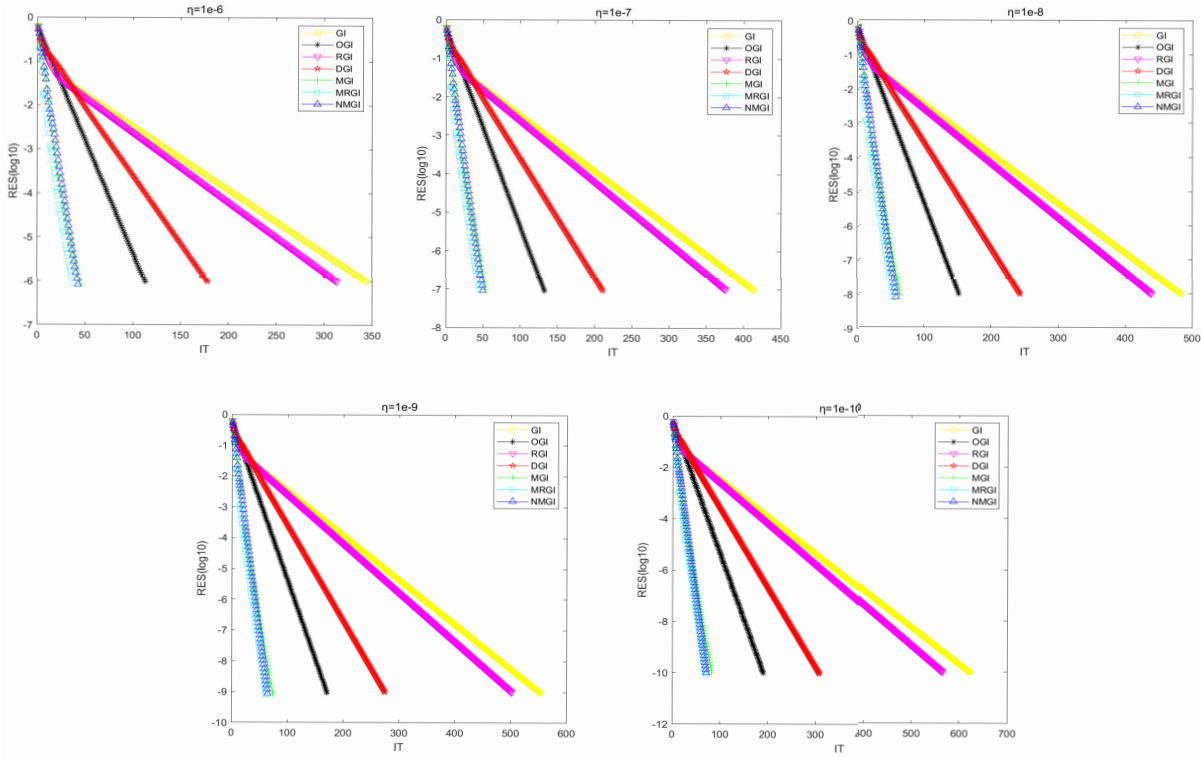 η=1e-6
0
-1
-2
-3
-4
-5
-6
-7
RES(log10)
0 50 100 150 200 250 300 350
IT
GI
OGI
RGI
DGI
MGI
MRGI
NMGI
η=1e-7
0
-1
-2
-3
-4
-5
-6
-7
-8
RES(log10)
0 50 100 150 200 250 300 350 400 450
IT
GI
OGI
RGI
DGI
MGI
MRGI
NMGI
η=1e-8
0
-1
-2
-3
-4
-5
-6
-7
-8
-9
RES(log10)
0 100 200 300 400 500
IT
GI
OGI
RGI
DGI
MGI
MRGI
NMGI
η=1e-9
0
-1
-2
-3
-4
-5
-6
-7
-8
-9
-10
RES(log10)
0 100 200 300 400 500 600
IT
GI
OGI
RGI
DGI
MGI
MRGI
NMGI
η=1e-10
0
-2
-4
-6
-8
-10
-12
RES(log10)
0 100 200 300 400 500 600 700
IT
GI
OGI
RGI
DGI
MGI
MRGI
NMGI